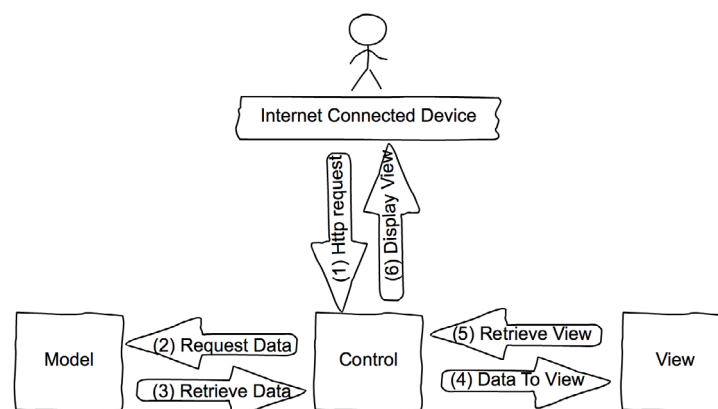 Internet Connected Device
(1) Http request
(6) Display View
(2) Request Data
(5) Retrieve View
Model
Control
View
(3) Retrieve Data
(4) Data To View